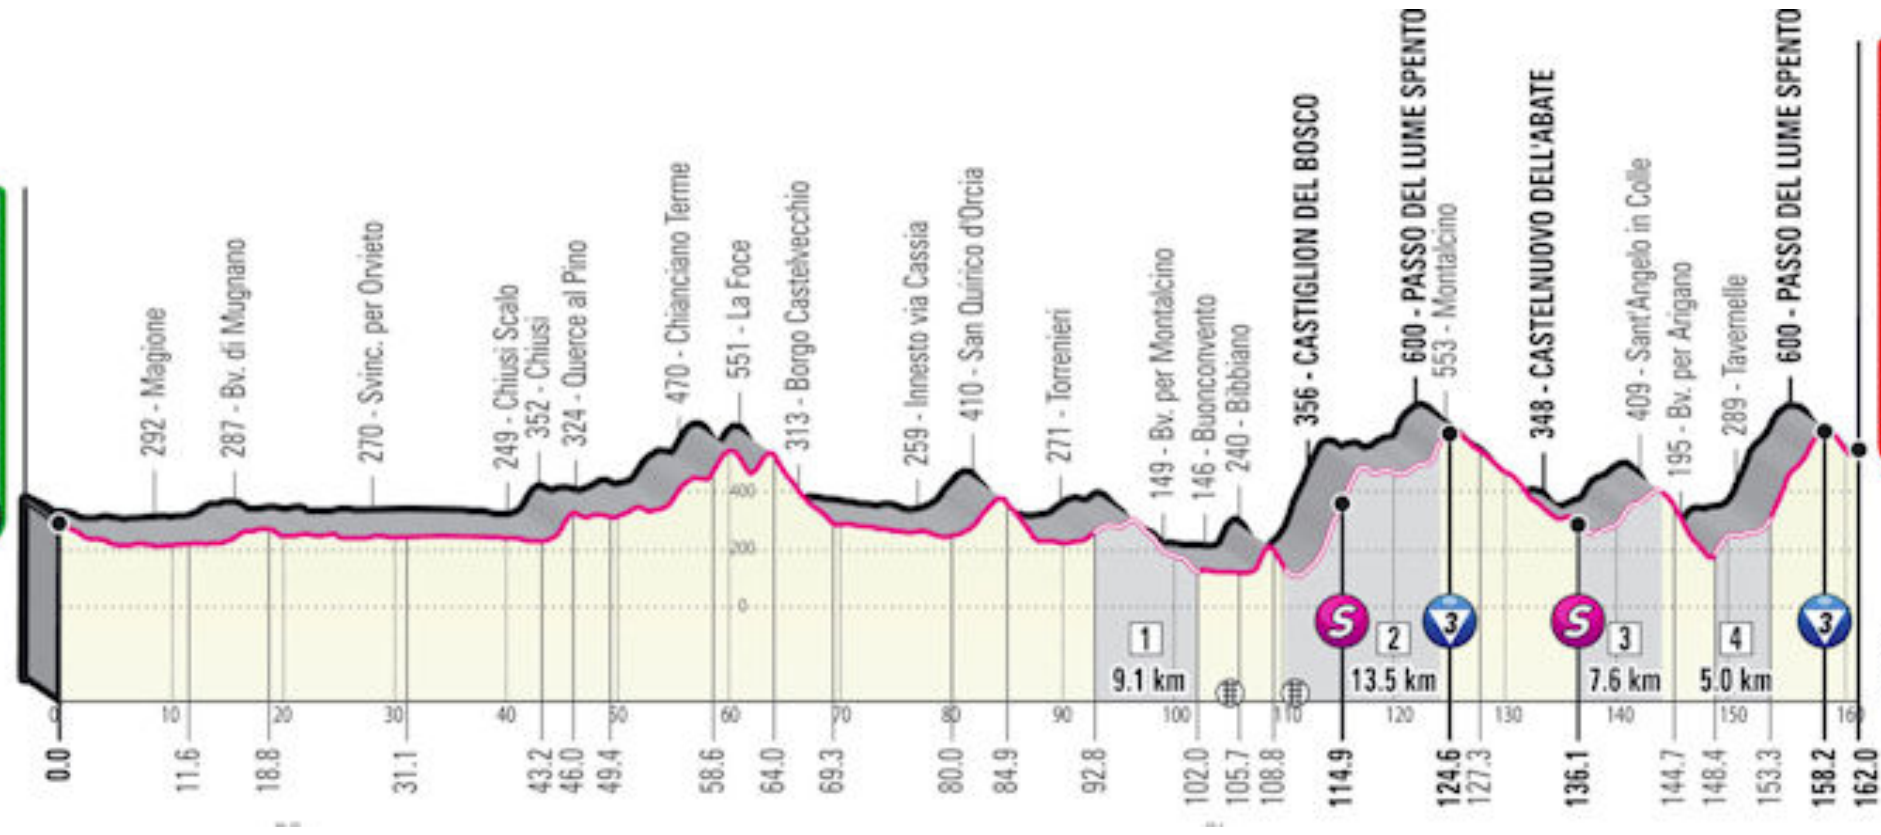 292 - Magione
287 - Bv. di Mugnano
270 - Svinc. per Orvieto
249 - Chiusi Scalo
352 - Chiusi
324 - Querce al Pino
470 - Chianciano Terme
551 - La Foce
313 - Borgo Castelvecchio
259 - Innesto via Cassia
410 - San Quirico d'Orcia
271 - Torrenieri
149 - Bv. per Montalcino
146 - Buonconvento
240 - Bibbiano
356 - CASTIGLION DEL BOSCO
600 - PASSO DEL LUME SPENTO
553 - Montalcino
348 - CASTELNUOVO DELL'ABATE
409 - Sant'Angelo in Colle
195 - Bv. per Arigano
289 - Tavernelle
600 - PASSO DEL LUME SPENTO
400
200
0
S
3
S
3
1
2
3
4
9.1 km
13.5 km
7.6 km
5.0 km
0
10
20
30
40
50
60
70
80
90
100
110
120
130
140
150
160
0.0
11.6
18.8
31.1
43.2
46.0
49.4
58.6
64.0
69.3
80.0
84.9
92.8
102.0
105.7
108.8
114.9
124.6
127.3
136.1
144.7
148.4
153.3
158.2
162.0